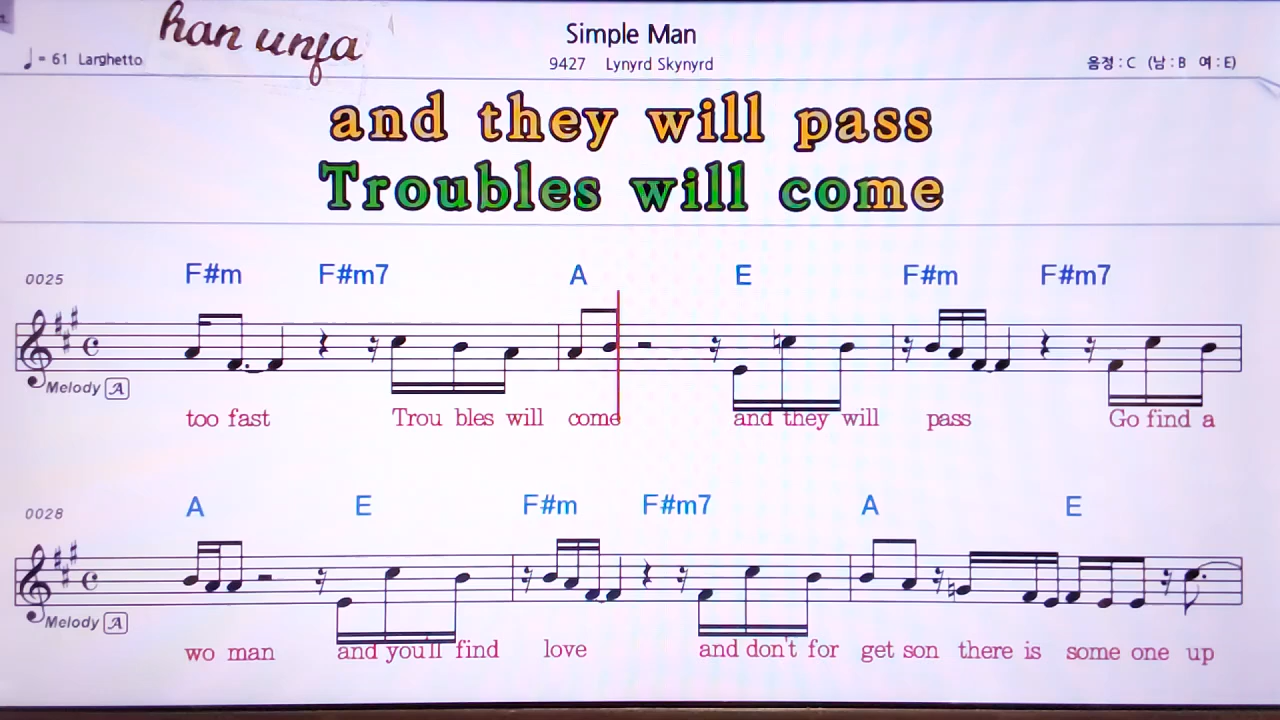 han unja
Simple Man
♩= 61 Larghetto
9427 Lynyrd Skynyrd
음정 : C (남 : B 여 : E)
and they will pass
Troubles will come
0025
F#m F#m7 A E F#m F#m7
Melody A
too fast Trou bles will come and they will pass Go find a
0028
A E F#m F#m7 A E
Melody A
wo man and you'll find love and don't for get son there is some one up